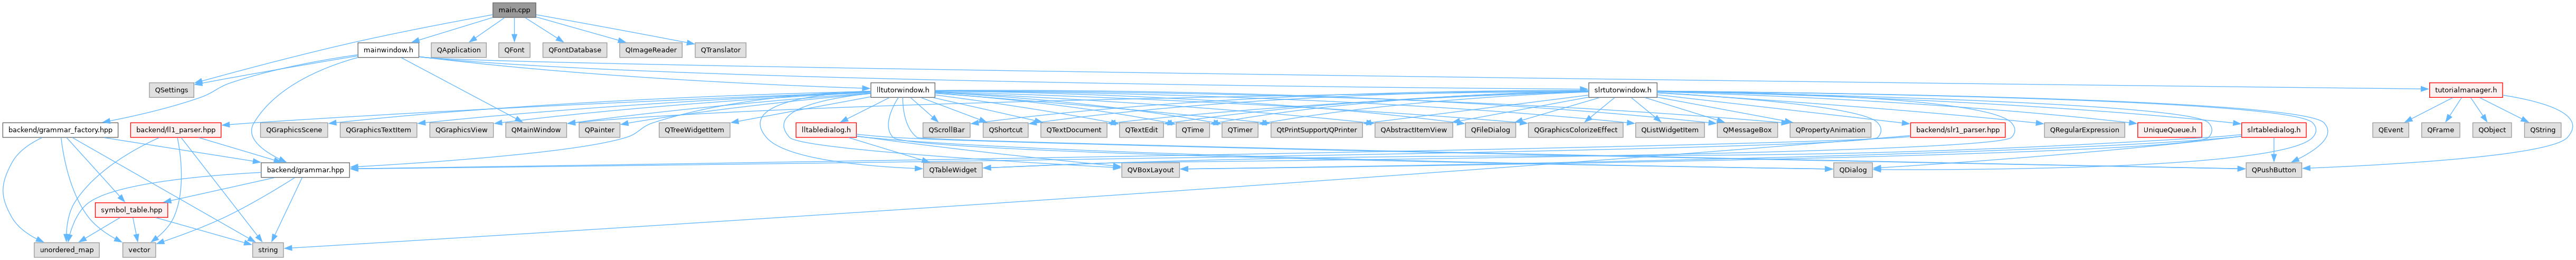 main.cpp
mainwindow.h
QApplication
QFont
QFontDatabase
QImageReader
QTranslator
QSettings
lltutorwindow.h
slrtutorwindow.h
tutorialmanager.h
backend/grammar_factory.hpp
backend/ll1_parser.hpp
QGraphicsScene
QGraphicsTextItem
QGraphicsView
QMainWindow
QPainter
QTreeWidgetItem
lltabledialog.h
QScrollBar
QShortcut
QTextDocument
QTextEdit
QTime
QTimer
QtPrintSupport/QPrinter
QAbstractItemView
QFileDialog
QGraphicsColorizeEffect
QListWidgetItem
QMessageBox
QPropertyAnimation
backend/slr1_parser.hpp
QRegularExpression
UniqueQueue.h
slrtabledialog.h
QEvent
QFrame
QObject
QString
backend/grammar.hpp
QTableWidget
QVBoxLayout
QDialog
QPushButton
symbol_table.hpp
unordered_map
vector
string